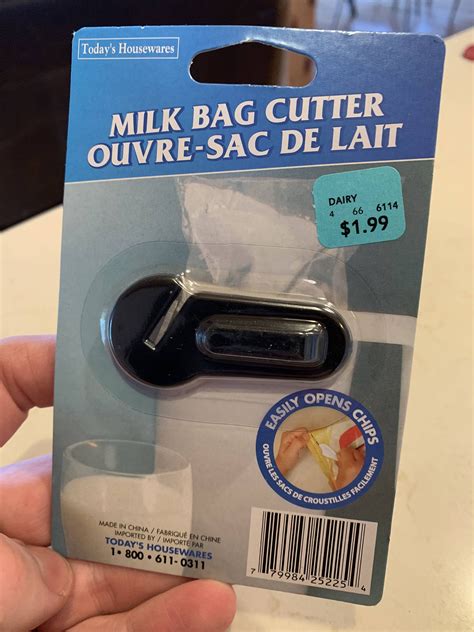 Today's Housewares
MILK BAG CUTTER
OUVRE-SAC DE LAIT
DAIRY
4 66 6114
$1.99
EASILY OPENS CHIPS
OUVRE LES SACS DE CROUSTILLES FACILEMENT
MADE IN CHINA / FABRIQUÉ EN CHINE
IMPORTED BY / IMPORTÉ PAR
TODAY'S HOUSEWARES
1•800•611-0311
7 79984 25225 4